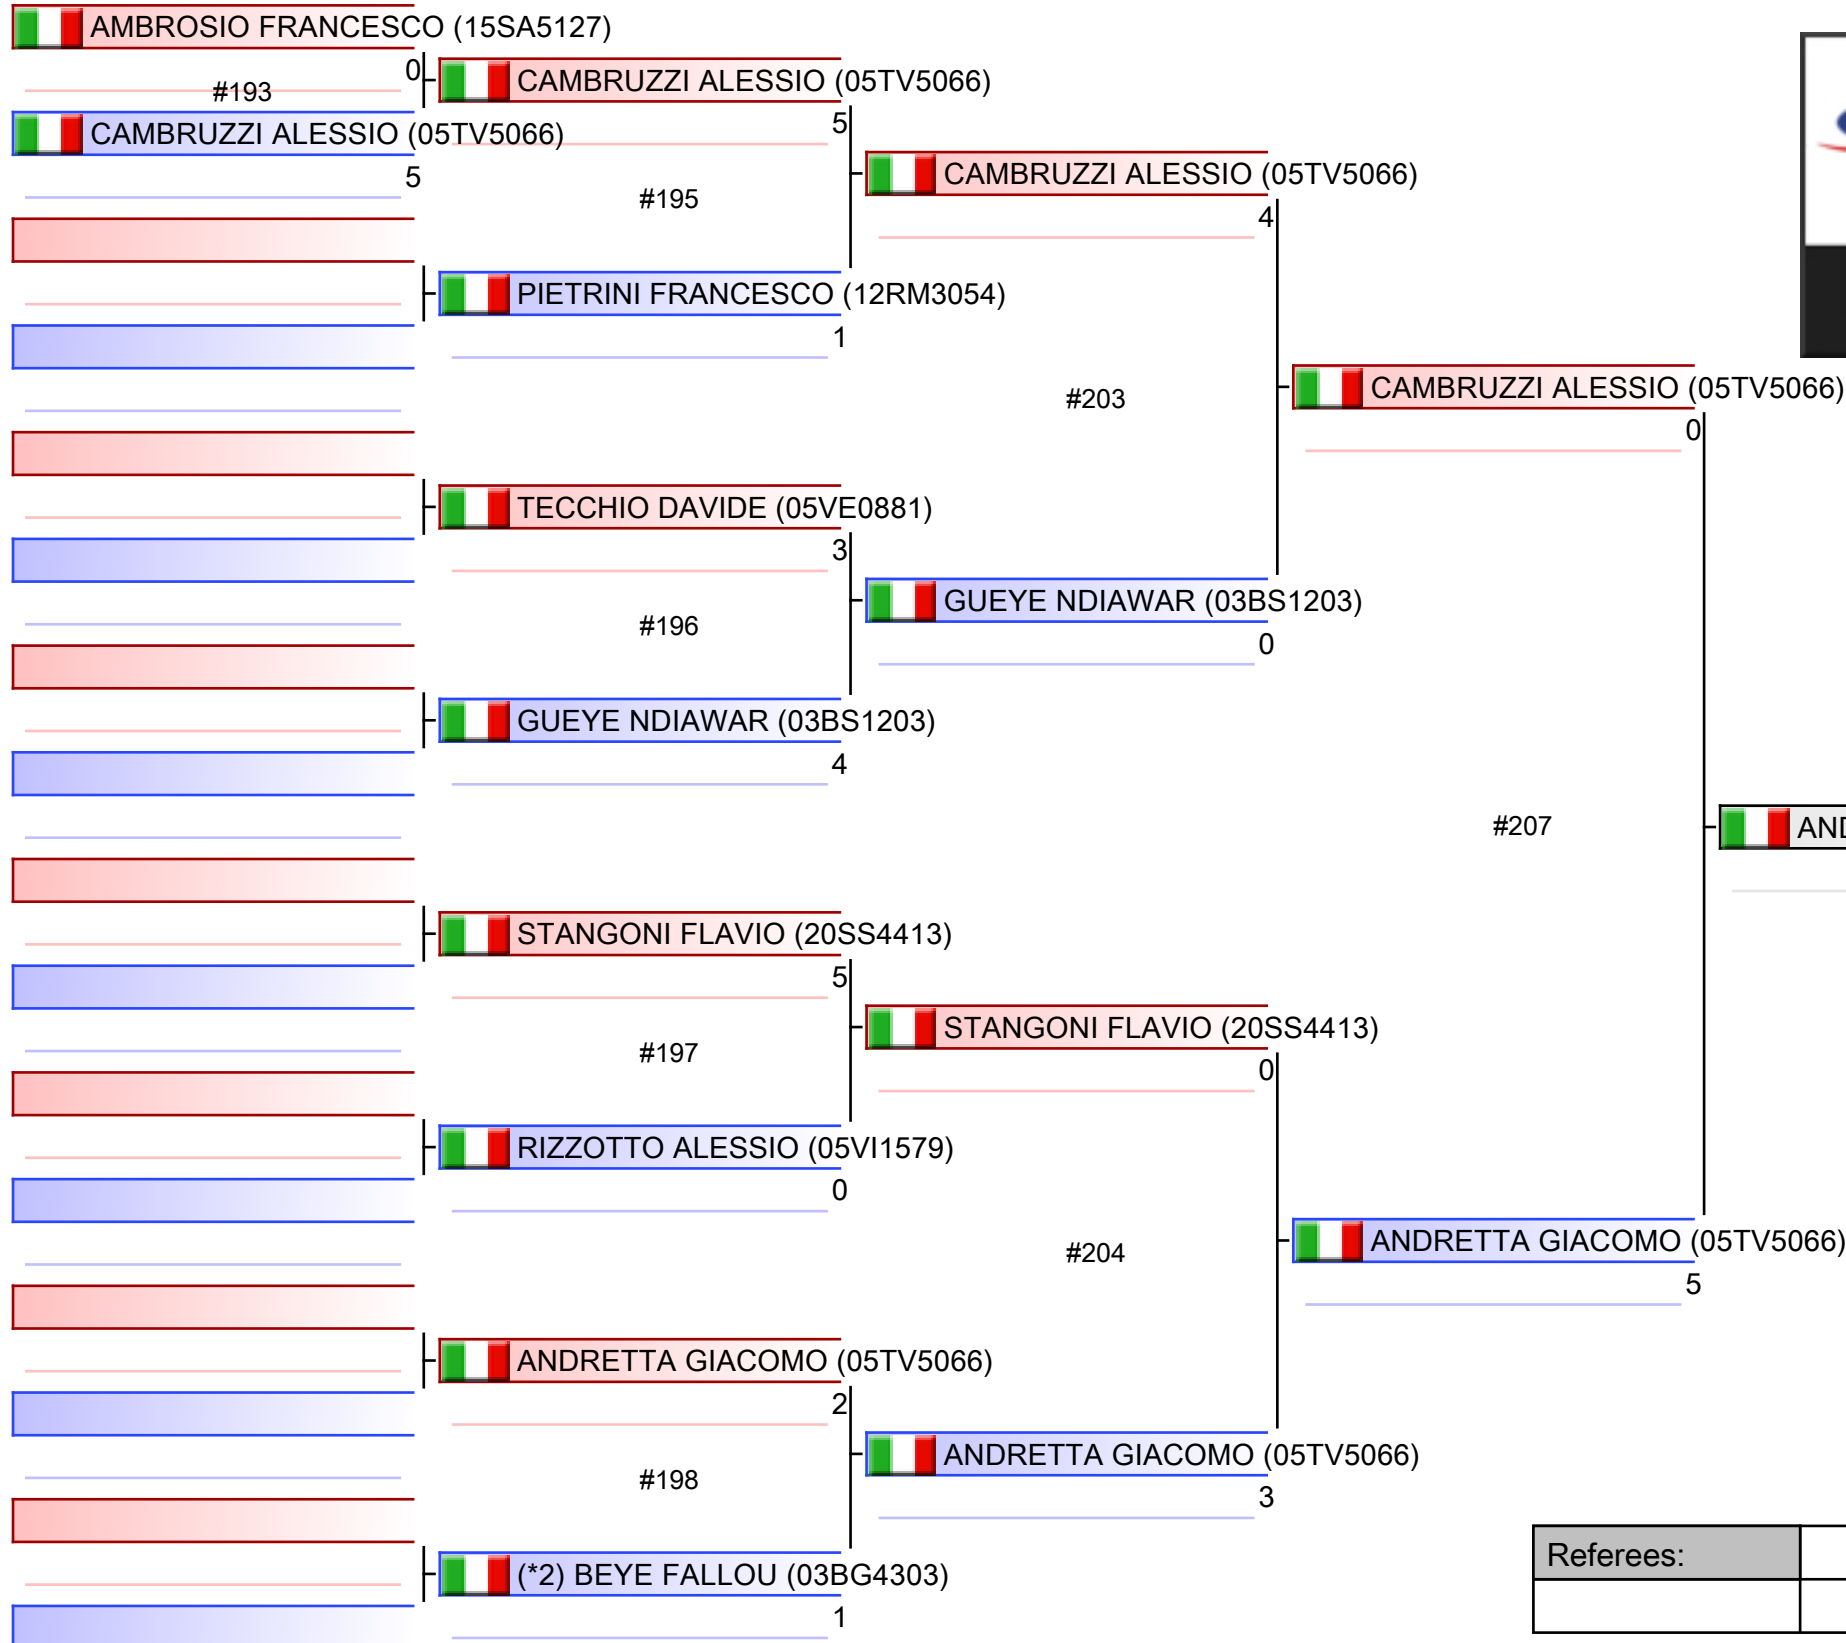 AMBROSIO FRANCESCO (15SA5127)
0
#193
CAMBRUZZI ALESSIO (05TV5066)
5
CAMBRUZZI ALESSIO (05TV5066)
5
#195
PIETRINI FRANCESCO (12RM3054)
1
TECCHIO DAVIDE (05VE0881)
3
#196
GUEYE NDIAWAR (03BS1203)
4
STANGONI FLAVIO (20SS4413)
5
#197
RIZZOTTO ALESSIO (05VI1579)
0
ANDRETTA GIACOMO (05TV5066)
2
#198
(*2) BEYE FALLOU (03BG4303)
1
CAMBRUZZI ALESSIO (05TV5066)
4
#203
GUEYE NDIAWAR (03BS1203)
0
STANGONI FLAVIO (20SS4413)
0
#204
ANDRETTA GIACOMO (05TV5066)
3
CAMBRUZZI ALESSIO (05TV5066)
0
#207
ANDRETTA GIACOMO (05TV5066)
5
Referees: